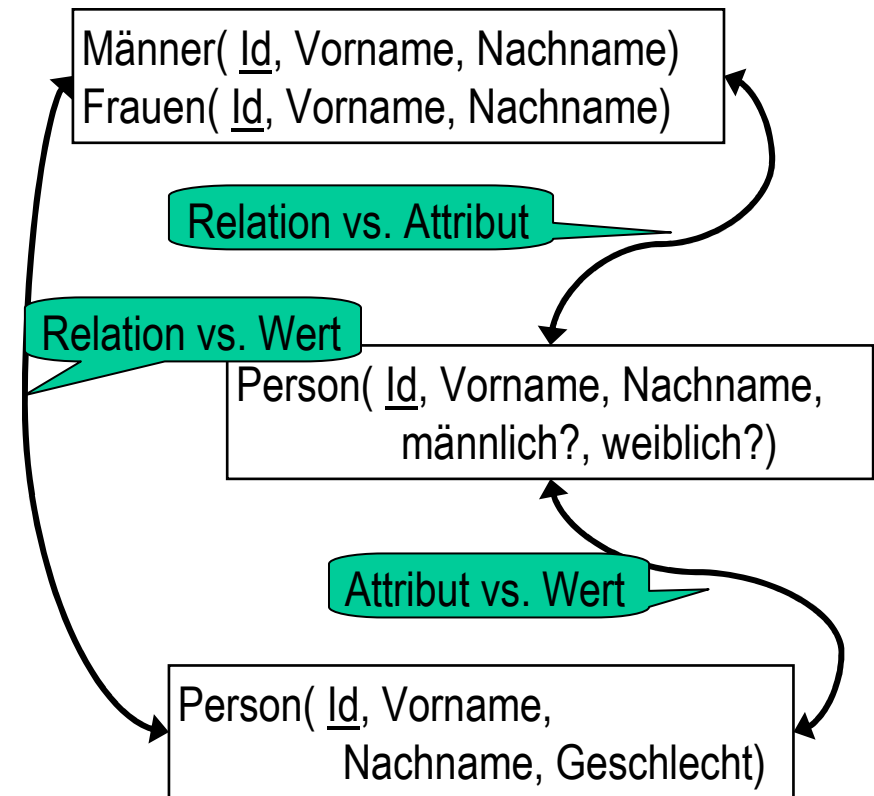 Männer( Id, Vorname, Nachname)
Frauen( Id, Vorname, Nachname)
Relation vs. Attribut
Relation vs. Wert
Person( Id, Vorname, Nachname,
männlich?, weiblich?)
Attribut vs. Wert
Person( Id, Vorname,
Nachname, Geschlecht)